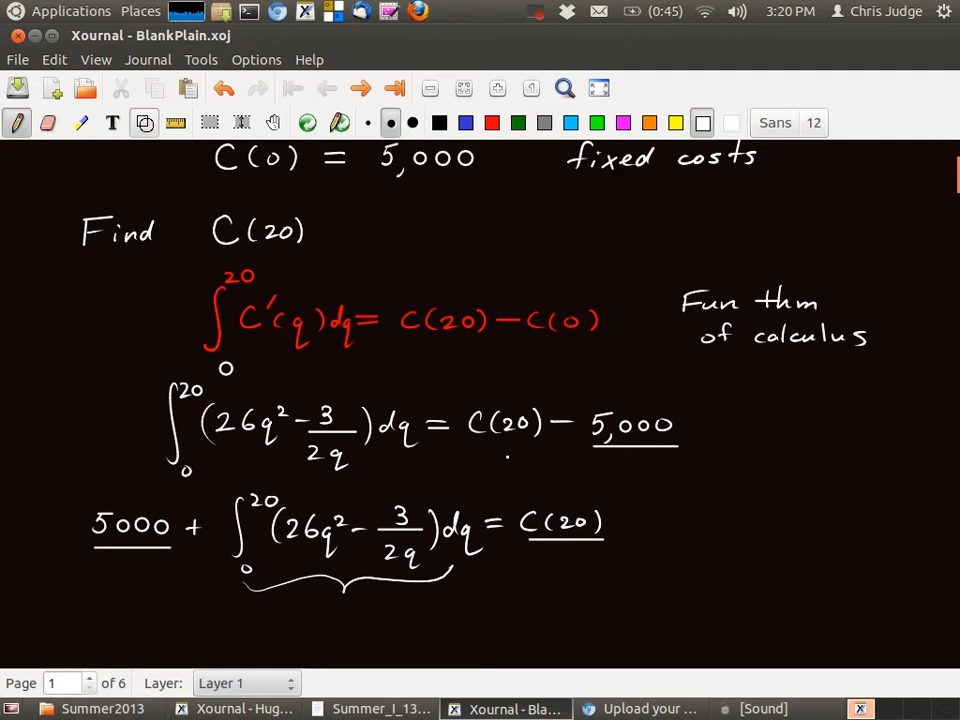 Applications Places (0:45) 3:20 PM Chris Judge
Xournal - BlankPlain.xoj
File Edit View Journal Tools Options Help
Sans 12
C(0) = 5,000 fixed costs
Find C(20)
∫₀²⁰ C'(q)dq = C(20) - C(0)
Fun thm
of calculus
∫₀²⁰ (26q² - 3/2q) dq = C(20) - 5,000
5000 + ∫₀²⁰ (26q² - 3/2q) dq = C(20)
Page 1 of 6 Layer: Layer 1
Summer2013 Xournal - Hug... Summer_I_13... Xournal - Bla... Upload your ... [Sound]